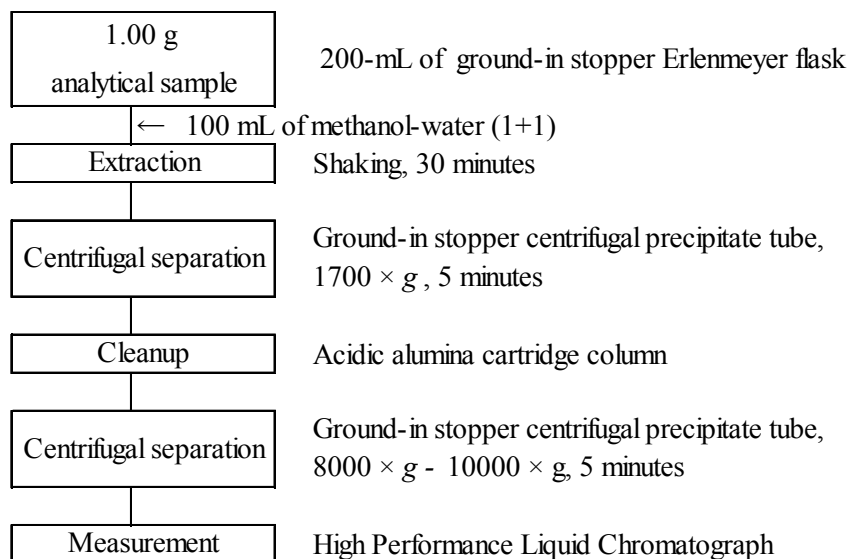 1.00 g
analytical sample
200-mL of ground-in stopper Erlenmeyer flask
← 100 mL of methanol-water (1+1)
Extraction
Shaking, 30 minutes
Centrifugal separation
Ground-in stopper centrifugal precipitate tube,
1700 × g , 5 minutes
Cleanup
Acidic alumina cartridge column
Centrifugal separation
Ground-in stopper centrifugal precipitate tube,
8000 × g - 10000 × g, 5 minutes
Measurement
High Performance Liquid Chromatograph